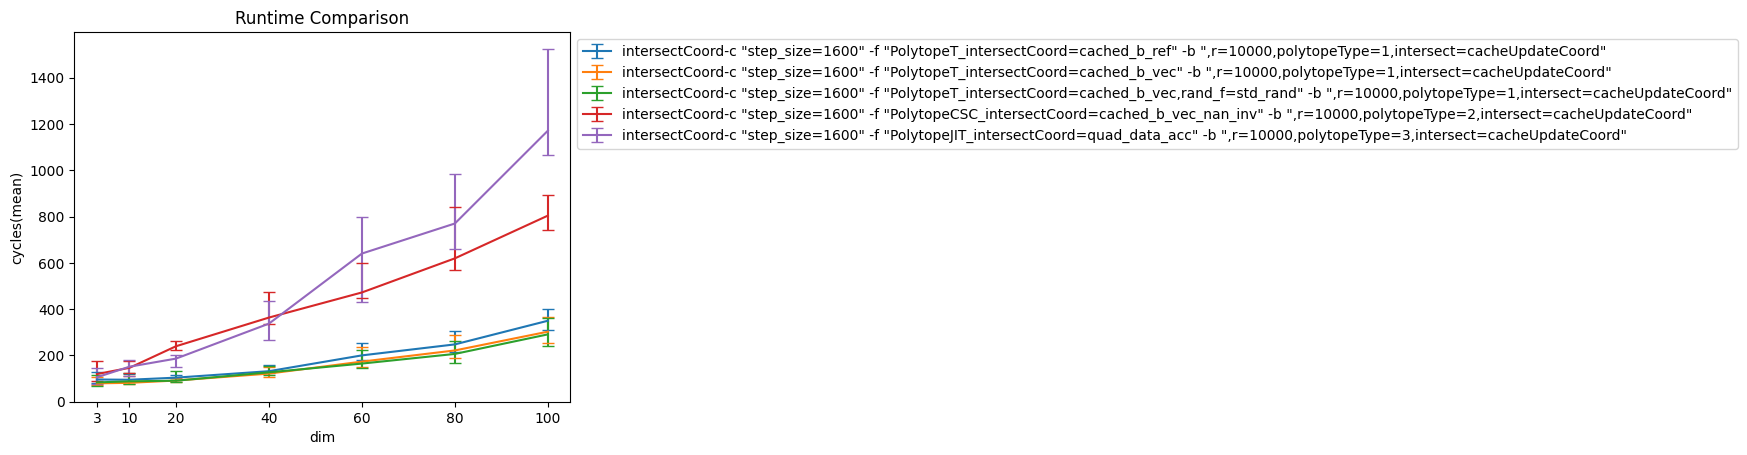 Runtime Comparison
cycles(mean)
1400
1200
1000
800
600
400
200
0
3 10 20 40 60 80 100
dim
intersectCoord-c "step_size=1600" -f "PolytopeT_intersectCoord=cached_b_ref" -b ",r=10000,polytopeType=1,intersect=cacheUpdateCoord"
intersectCoord-c "step_size=1600" -f "PolytopeT_intersectCoord=cached_b_vec" -b ",r=10000,polytopeType=1,intersect=cacheUpdateCoord"
intersectCoord-c "step_size=1600" -f "PolytopeT_intersectCoord=cached_b_vec,rand_f=std_rand" -b ",r=10000,polytopeType=1,intersect=cacheUpdateCoord"
intersectCoord-c "step_size=1600" -f "PolytopeCSC_intersectCoord=cached_b_vec_nan_inv" -b ",r=10000,polytopeType=2,intersect=cacheUpdateCoord"
intersectCoord-c "step_size=1600" -f "PolytopeJIT_intersectCoord=quad_data_acc" -b ",r=10000,polytopeType=3,intersect=cacheUpdateCoord"